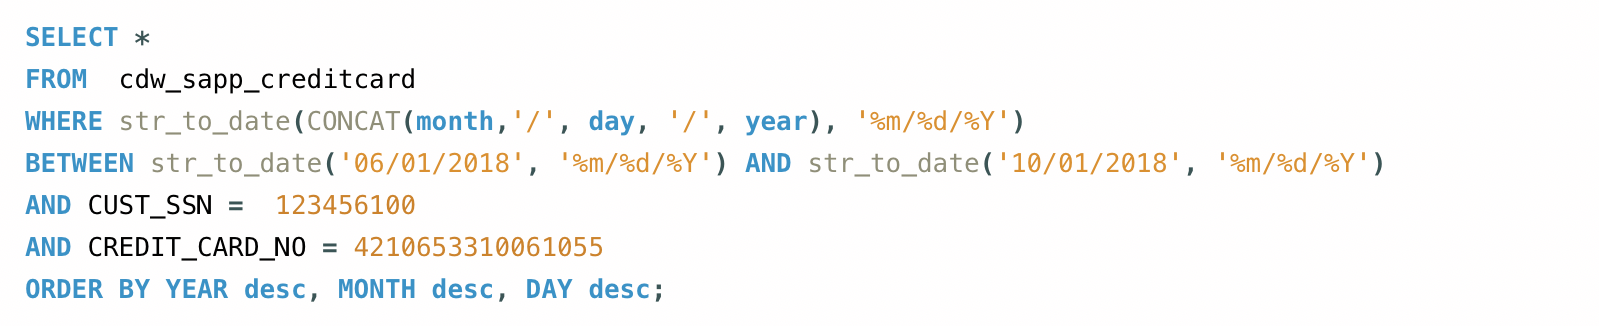 SELECT *
FROM  cdw_sapp_creditcard
WHERE str_to_date(CONCAT(month,'/', day, '/', year), '%m/%d/%Y')
BETWEEN str_to_date('06/01/2018', '%m/%d/%Y') AND str_to_date('10/01/2018', '%m/%d/%Y')
AND CUST_SSN =  123456100
AND CREDIT_CARD_NO = 4210653310061055
ORDER BY YEAR desc, MONTH desc, DAY desc;